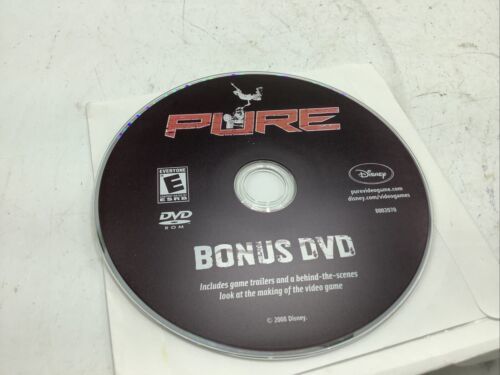 PURE
EVERYONE
E
ESRB
DVD
ROM
Disney
purevideogame.com
disney.com/videogames
BONUS DVD
Includes game trailers and a behind-the-scenes
look at the making of the video game
© 2008 Disney.